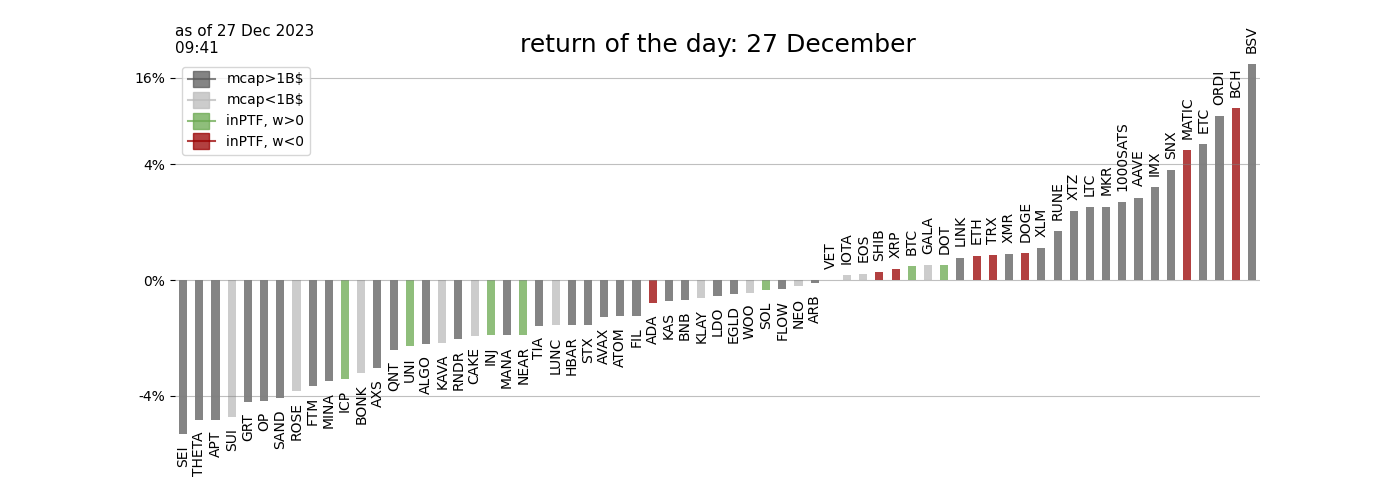 as of 27 Dec 2023
09:41
return of the day: 27 December
mcap>1B$
mcap<1B$
inPTF, w>0
inPTF, w<0
16%
4%
0%
-4%
SEI
THETA
APT
SUI
GRT
OP
SAND
ROSE
FTM
MINA
ICP
BONK
AXS
QNT
UNI
ALGO
KAVA
RNDR
CAKE
INJ
MANA
NEAR
TIA
LUNC
HBAR
STX
AVAX
ATOM
FIL
ADA
KAS
BNB
KLAY
LDO
EGLD
WOO
SOL
FLOW
NEO
ARB
VET
IOTA
EOS
SHIB
XRP
BTC
GALA
DOT
LINK
ETH
TRX
XMR
DOGE
XLM
RUNE
XTZ
LTC
MKR
1000SATS
AAVE
IMX
SNX
MATIC
ETC
ORDI
BCH
BSV